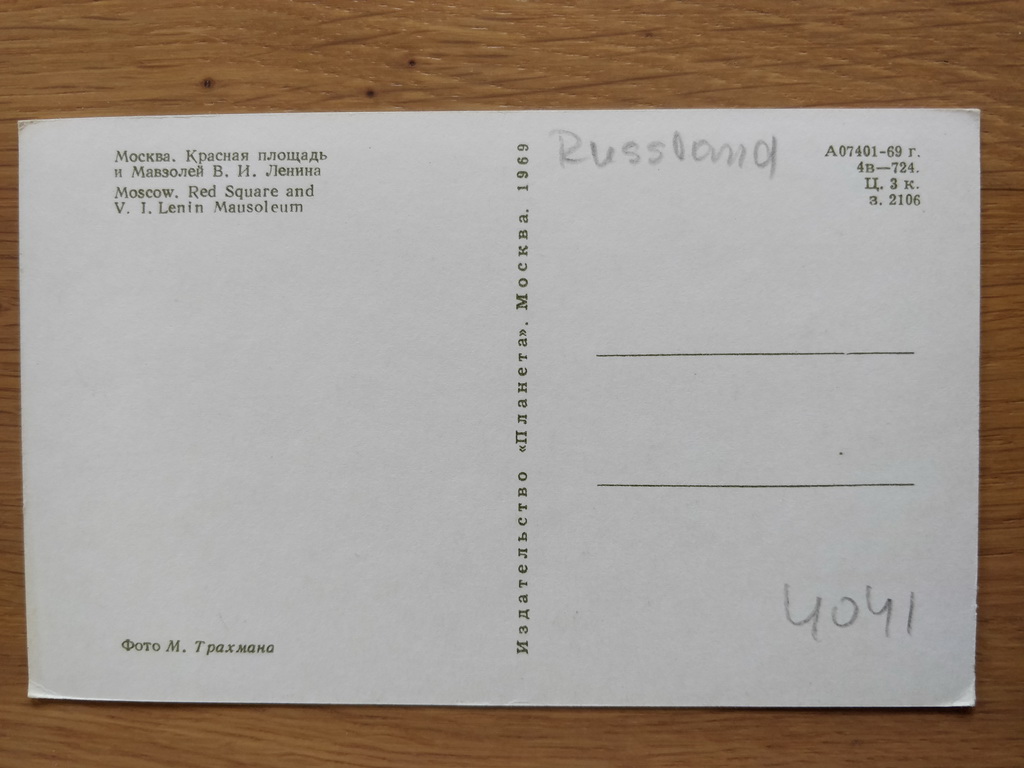 Москва. Красная площадь
и Мавзолей В. И. Ленина
Moscow. Red Square and
V. I. Lenin Mausoleum
Фото М. Трахмана
Издательство «Планета». Москва. 1969
Russland
А07401-69 г.
4в—724.
Ц. 3 к.
з. 2106
4041